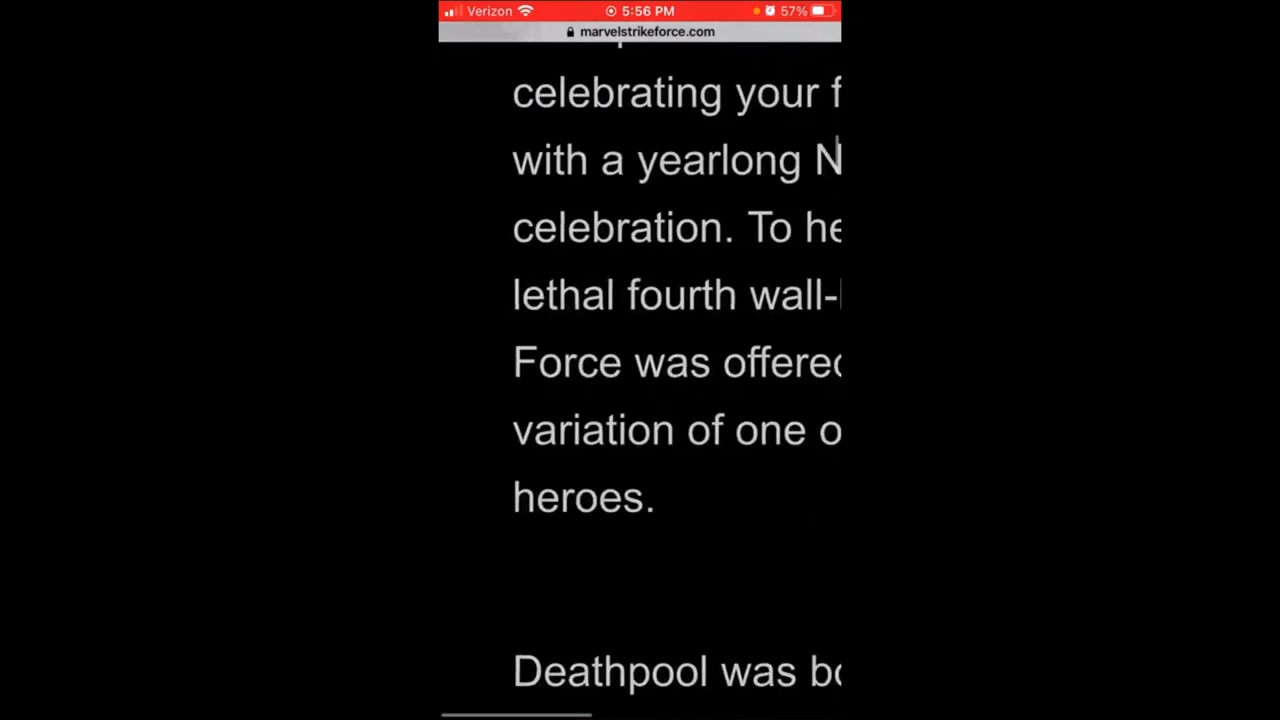 Verizon 5:56 PM 57%
marvelstrikeforce.com
celebrating your
with a yearlong
celebration. To
lethal fourth wall-
Force was
variation of one
heroes.
Deathpool was